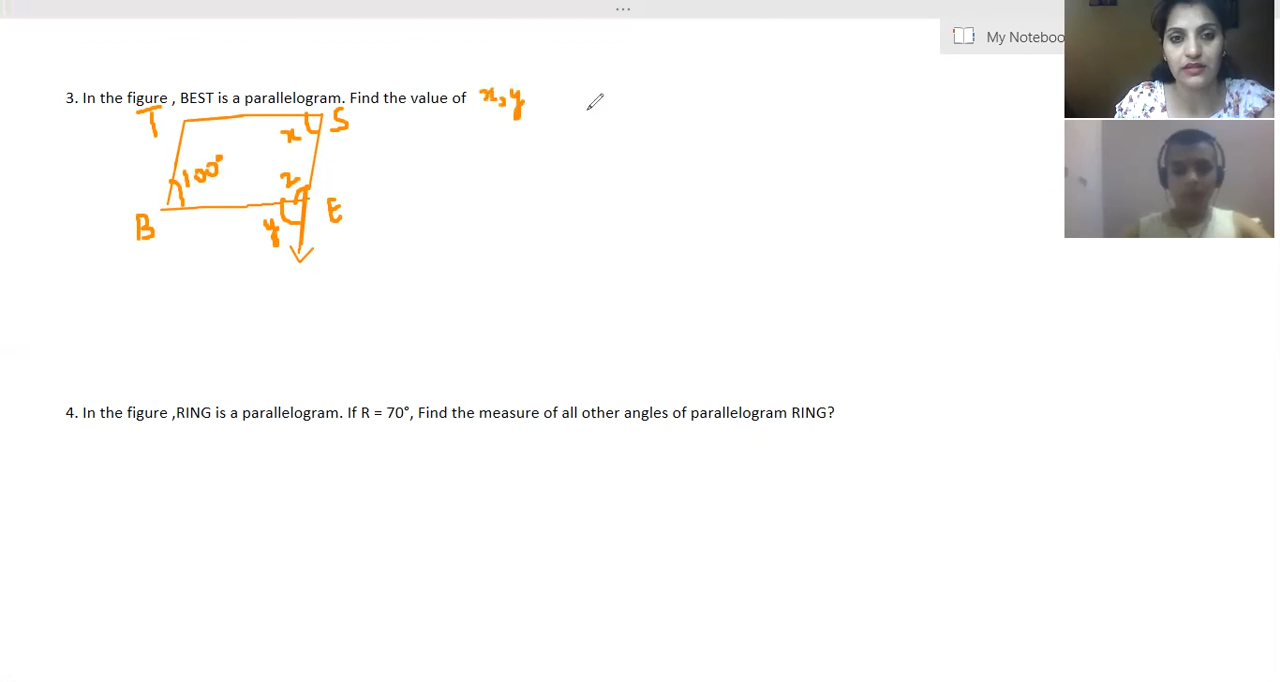 My Noteboo
3. In the figure , BEST is a parallelogram. Find the value of x, y
T
S
x
100°
z
B
y
E
4. In the figure ,RING is a parallelogram. If R = 70°, Find the measure of all other angles of parallelogram RING?